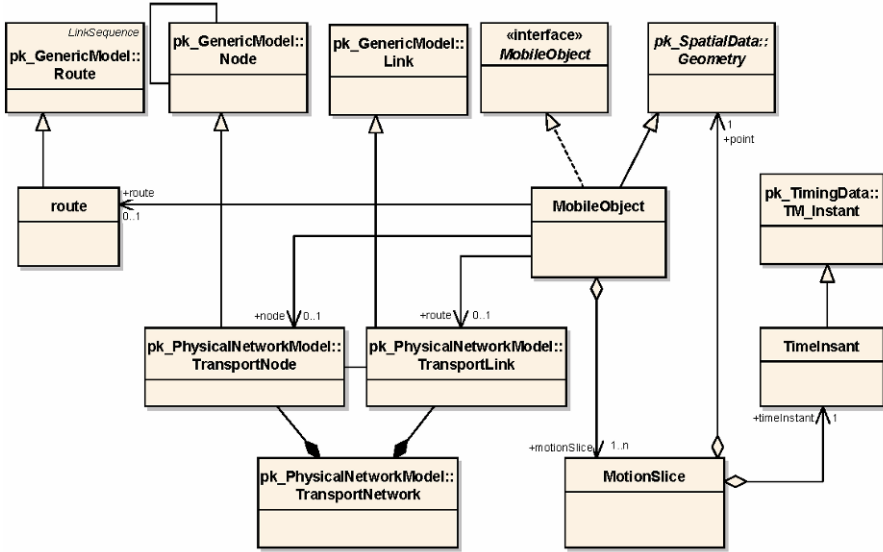 LinkSequence
pk_GenericModel::
Route
pk_GenericModel::
Node
pk_GenericModel::
Link
«interface»
MobileObject
pk_SpatialData::
Geometry
1
+point
pk_TimingData::
TM_Instant
route
+route
0..1
MobileObject
+node
0..1
+route
0..1
pk_PhysicalNetworkModel::
TransportNode
pk_PhysicalNetworkModel::
TransportLink
TimeInsant
+timeInstant
1
+motionSlice
1..n
pk_PhysicalNetworkModel::
TransportNetwork
MotionSlice